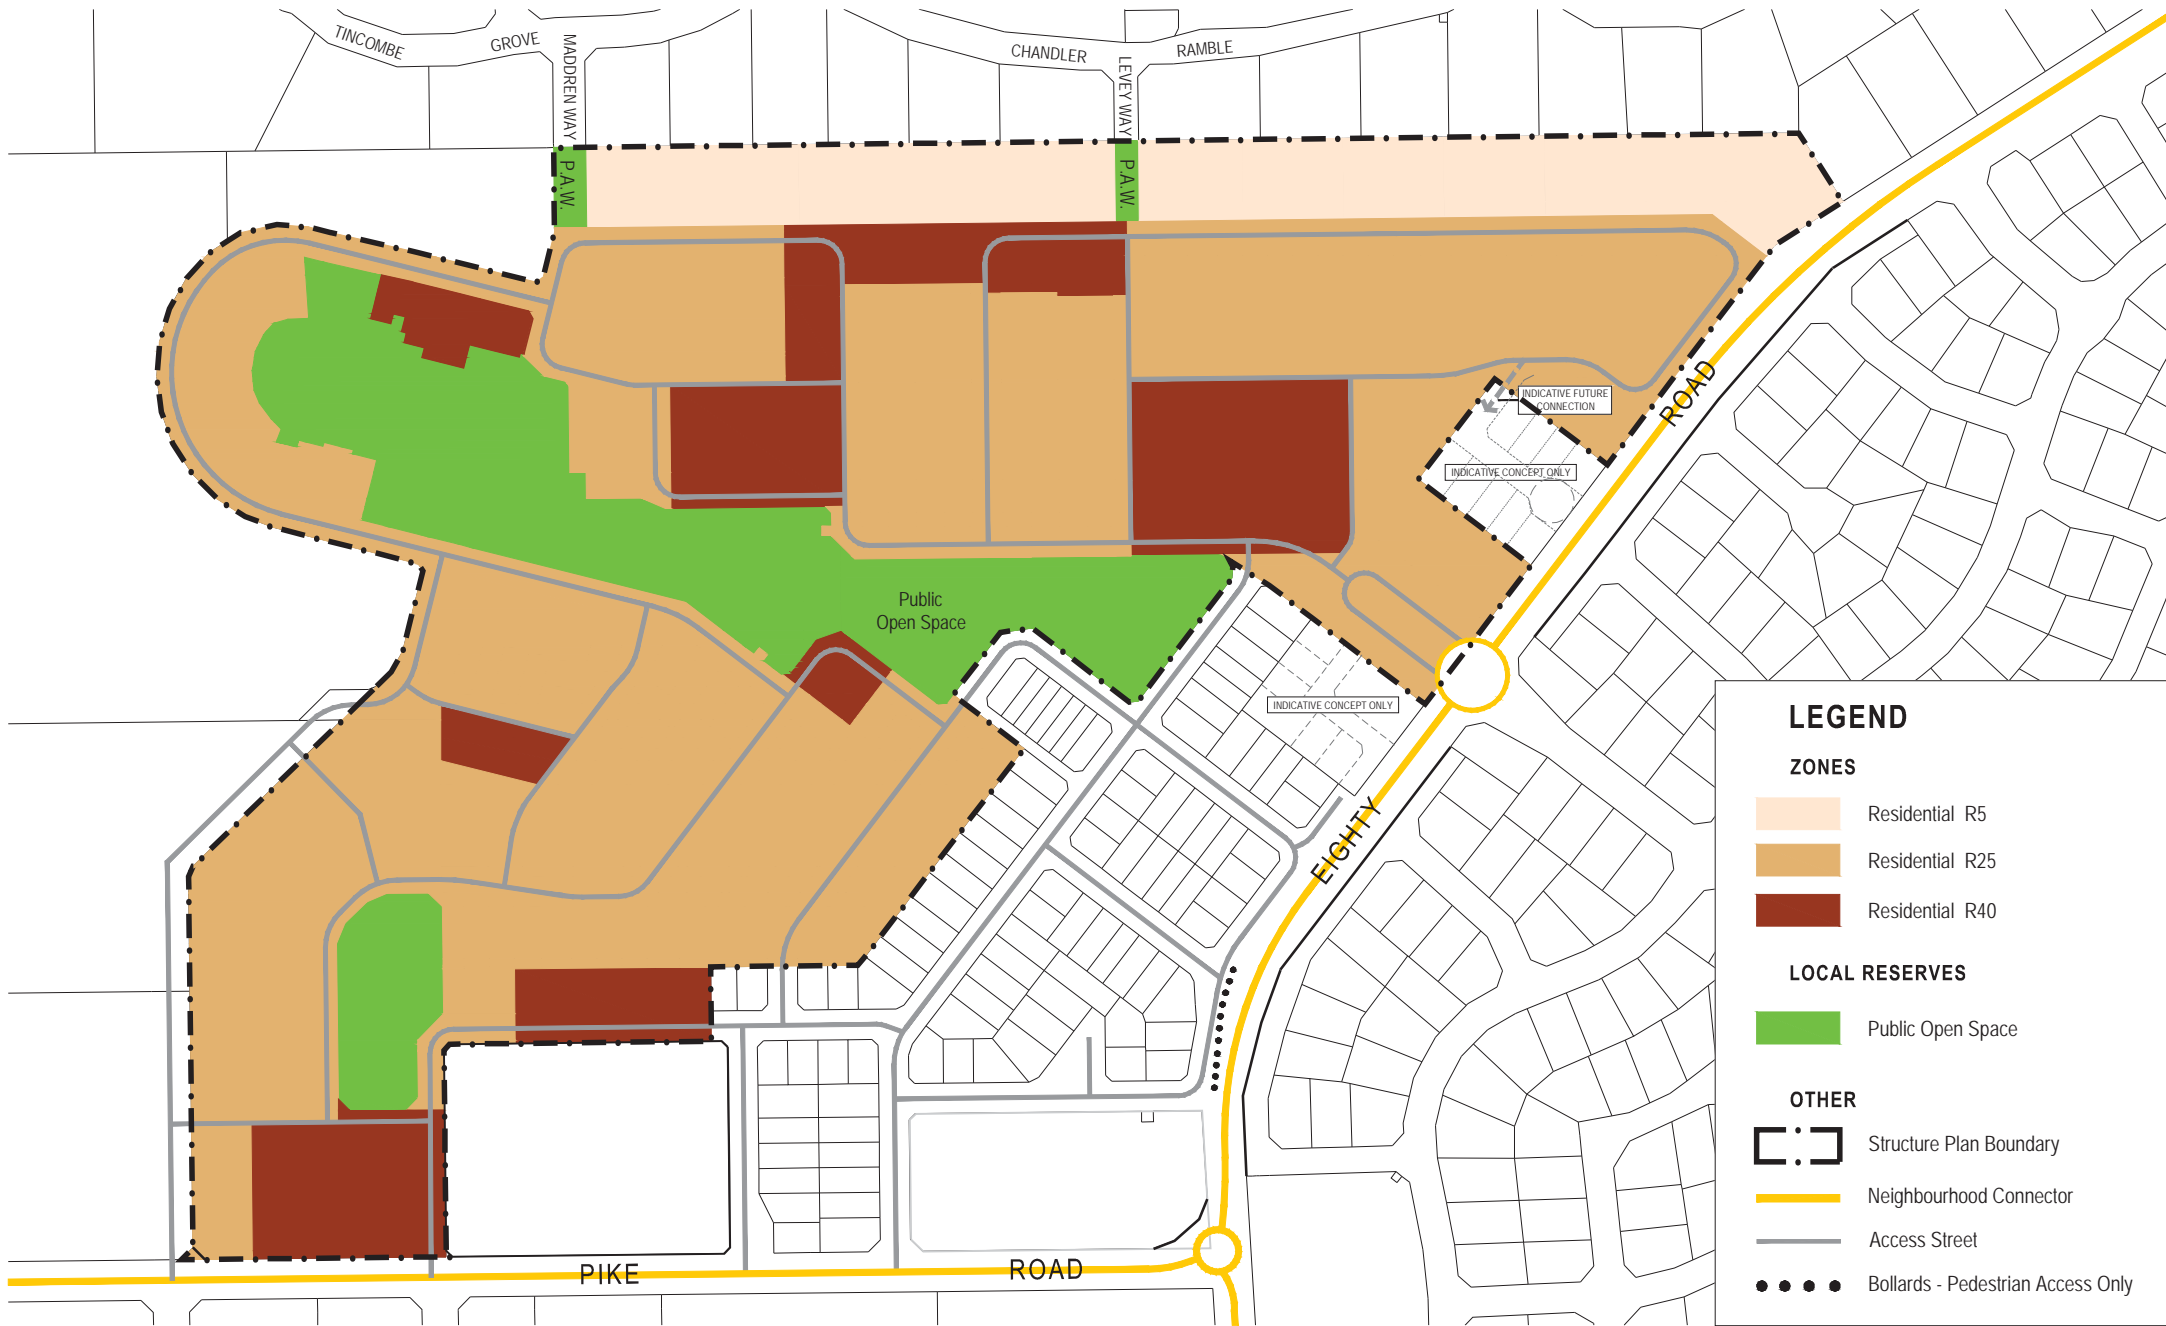 TINCOMBE
GROVE
MADDREN WAY
CHANDLER
LEVEY WAY
RAMBLE
P.A.W.
P.A.W.
INDICATIVE FUTURE
CONNECTION
ROAD
INDICATIVE CONCEPT ONLY
Public
Open Space
INDICATIVE CONCEPT ONLY
EIGHTY
PIKE
ROAD
LEGEND
ZONES
Residential R5
Residential R25
Residential R40
LOCAL RESERVES
Public Open Space
OTHER
Structure Plan Boundary
Neighbourhood Connector
Access Street
Bollards - Pedestrian Access Only